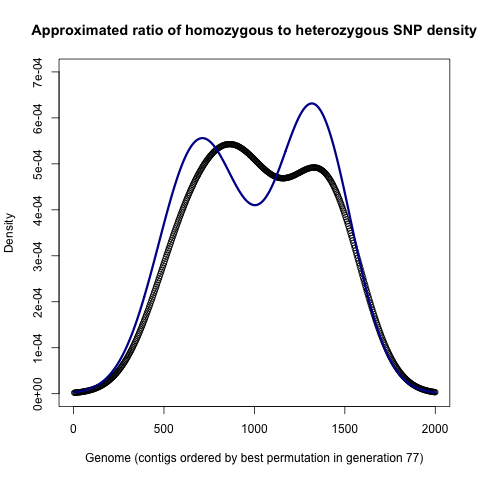 Approximated ratio of homozygous to heterozygous SNP density
7e-04
6e-04
5e-04
4e-04
3e-04
2e-04
1e-04
0e+00
Density
0 500 1000 1500 2000
Genome (contigs ordered by best permutation in generation 77)